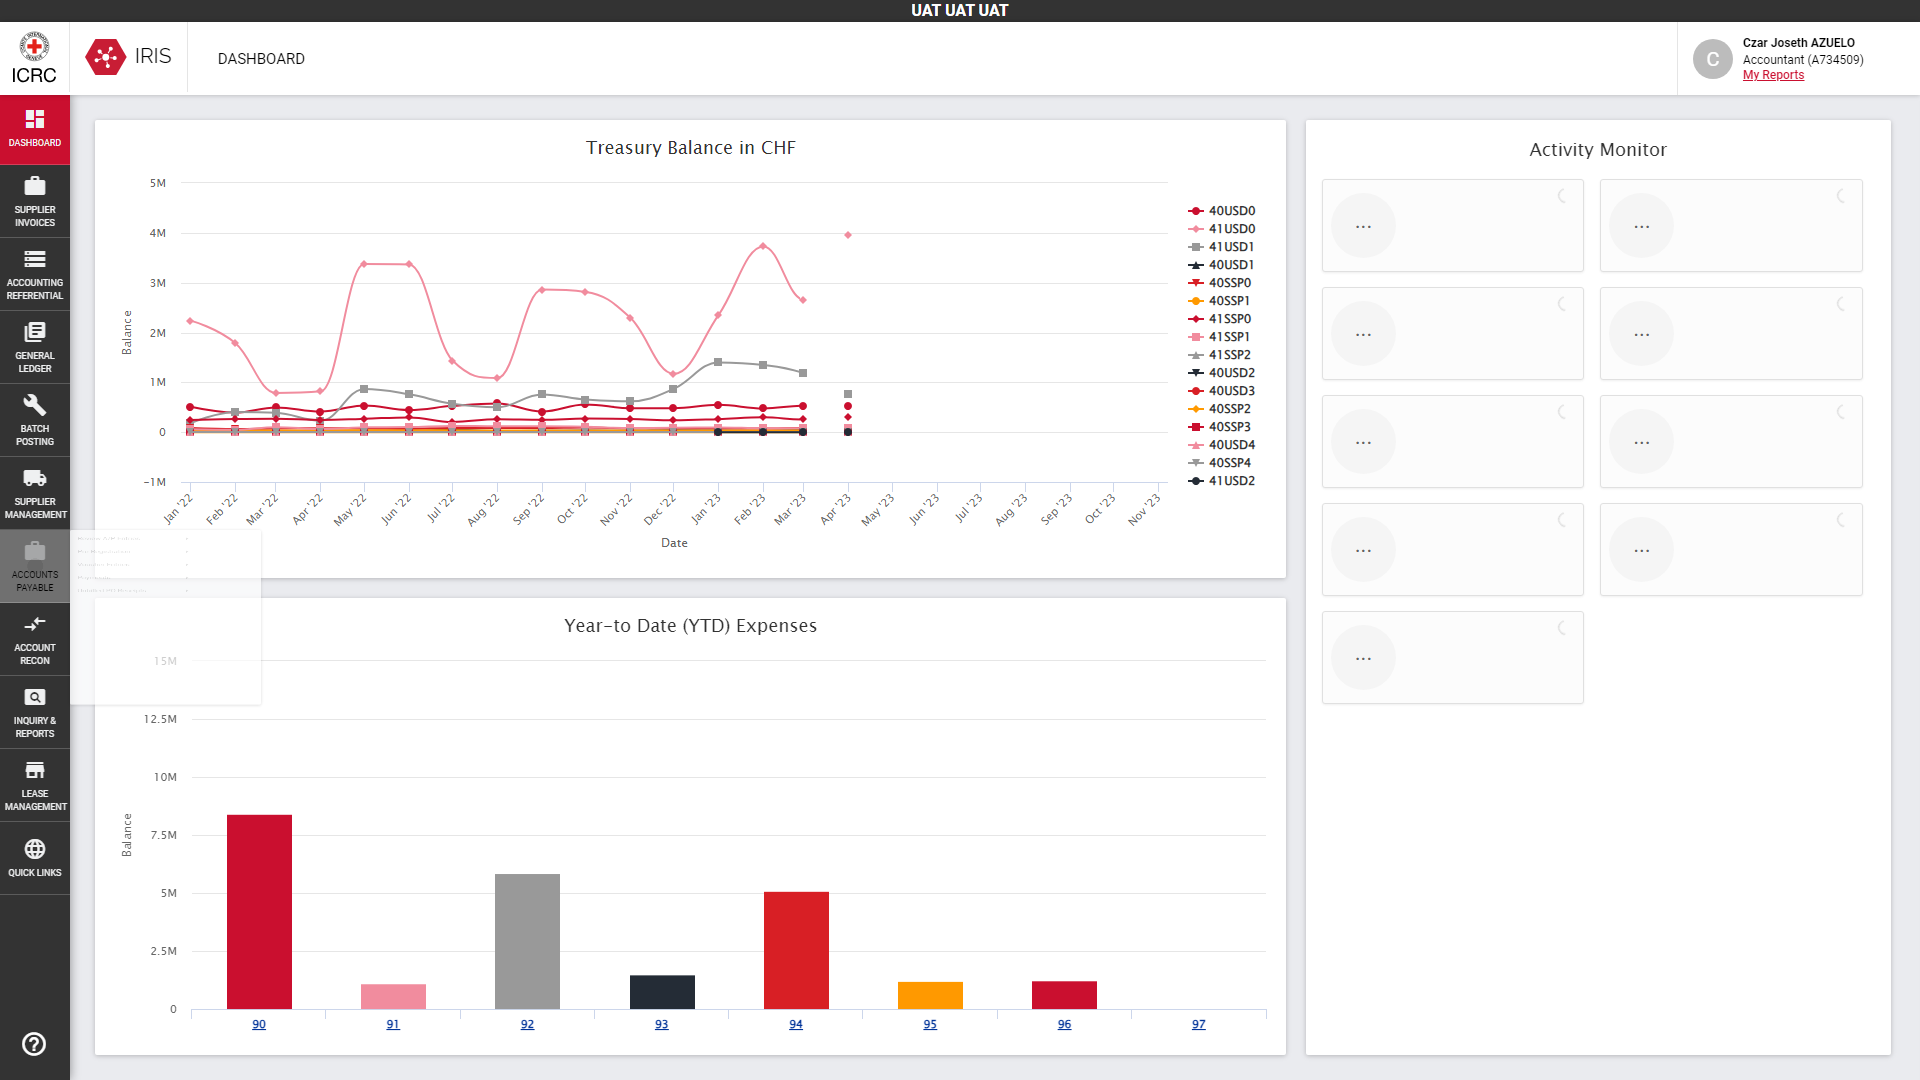 UAT UAT UAT
ICRC
IRIS
DASHBOARD
C
Czar Joseth AZUELO
Accountant (A734509)
My Reports
DASHBOARD
SUPPLIER
INVOICES
ACCOUNTING
REFERENTIAL
GENERAL
LEDGER
BATCH
POSTING
SUPPLIER
MANAGEMENT
ACCOUNTS
PAYABLE
ACCOUNT
RECON
INQUIRY &
REPORTS
LEASE
MANAGEMENT
QUICK LINKS
Treasury Balance in CHF
5M
4M
3M
2M
1M
0
-1M
Balance
Jan '22
Feb '22
Mar '22
Apr '22
May '22
Jun '22
Jul '22
Aug '22
Sep '22
Oct '22
Nov '22
Dec '22
Jan '23
Feb '23
Mar '23
Apr '23
May '23
Jun '23
Jul '23
Aug '23
Sep '23
Oct '23
Nov '23
Date
40USD0
41USD0
41USD1
40USD1
40SSP0
40SSP1
41SSP0
41SSP1
41SSP2
40USD2
40USD3
40SSP2
40SSP3
40USD4
40SSP4
41USD2
Year-to Date (YTD) Expenses
15M
12.5M
10M
7.5M
5M
2.5M
0
Balance
90
91
92
93
94
95
96
97
Activity Monitor
...
...
...
...
...
...
...
...
...